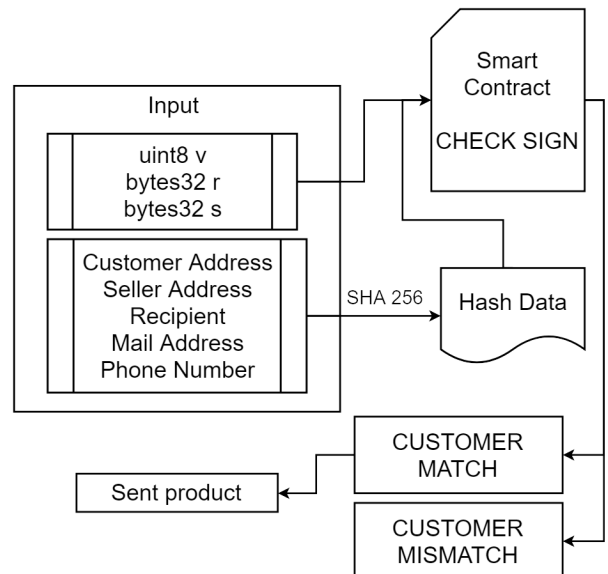 Input
uint8 v
bytes32 r
bytes32 s
Customer Address
Seller Address
Recipient
Mail Address
Phone Number
SHA 256
Smart
Contract
CHECK SIGN
Hash Data
CUSTOMER
MATCH
Sent product
CUSTOMER
MISMATCH